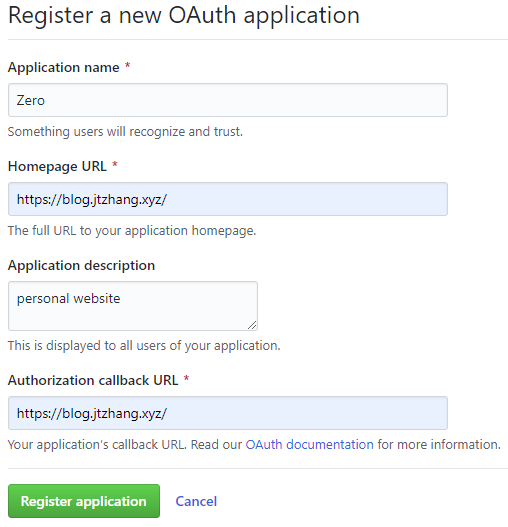 Register a new OAuth application
Application name *
Zero
Something users will recognize and trust.
Homepage URL *
https://blog.jtzhang.xyz/
The full URL to your application homepage.
Application description
personal website
This is displayed to all users of your application.
Authorization callback URL *
https://blog.jtzhang.xyz/
Your application's callback URL. Read our OAuth documentation for more information.
Register application Cancel